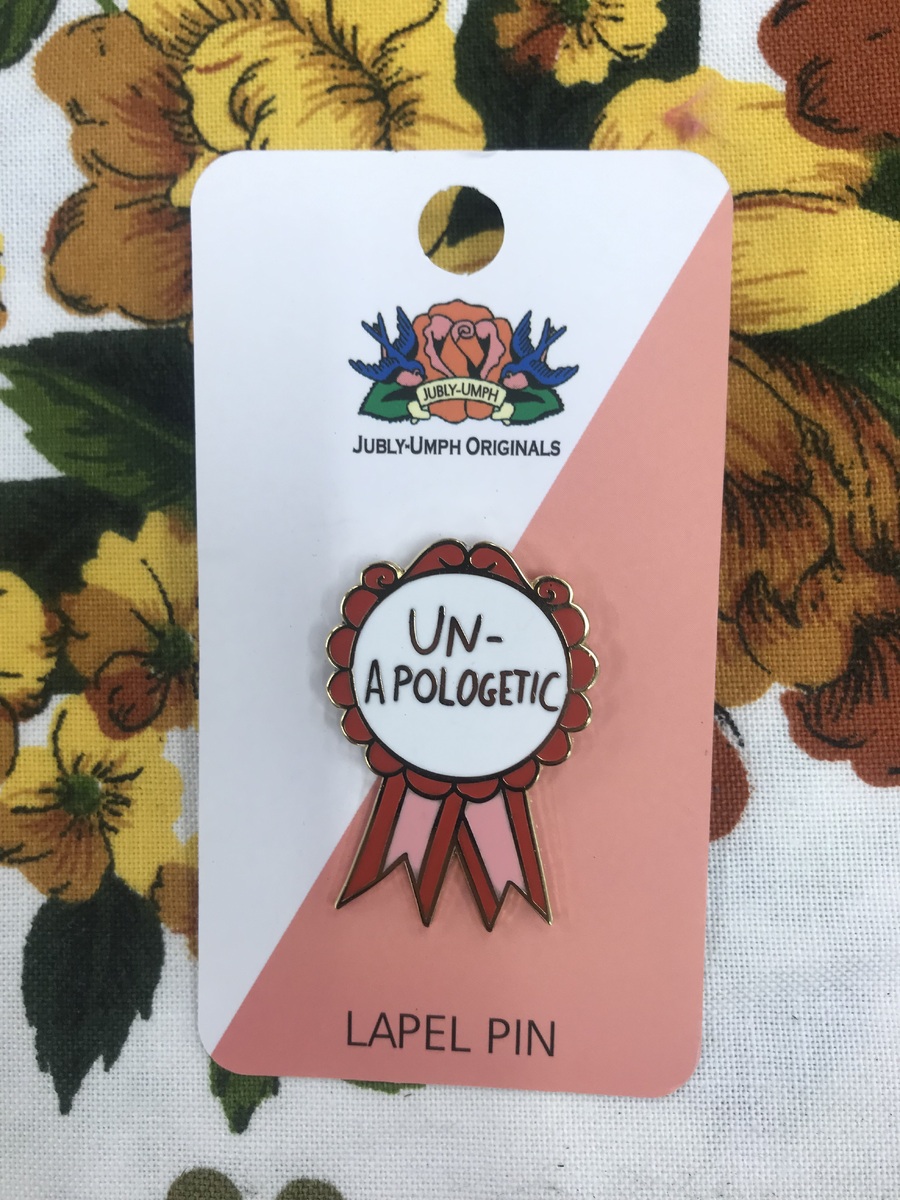 JUBLY-UMPH
JUBLY-UMPH ORIGINALS
UN-
APOLOGETIC
LAPEL PIN